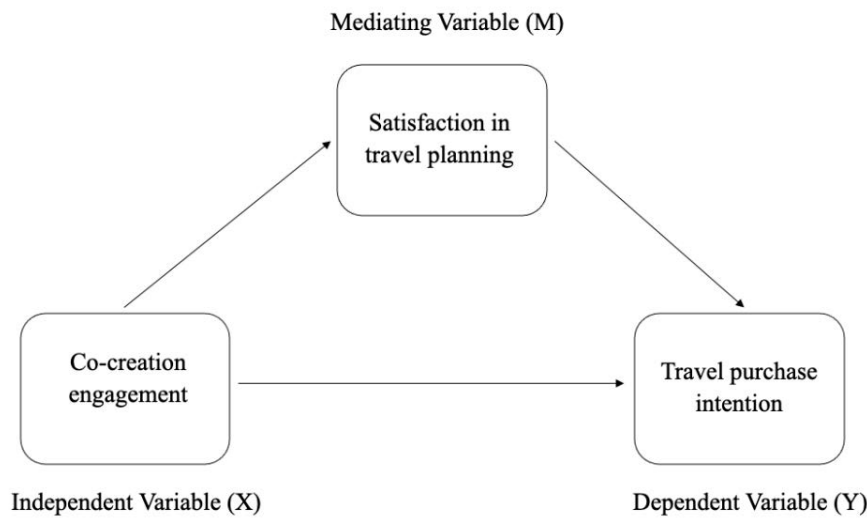 Mediating Variable (M)
Satisfaction in
travel planning
Co-creation
engagement
Travel purchase
intention
Independent Variable (X)
Dependent Variable (Y)